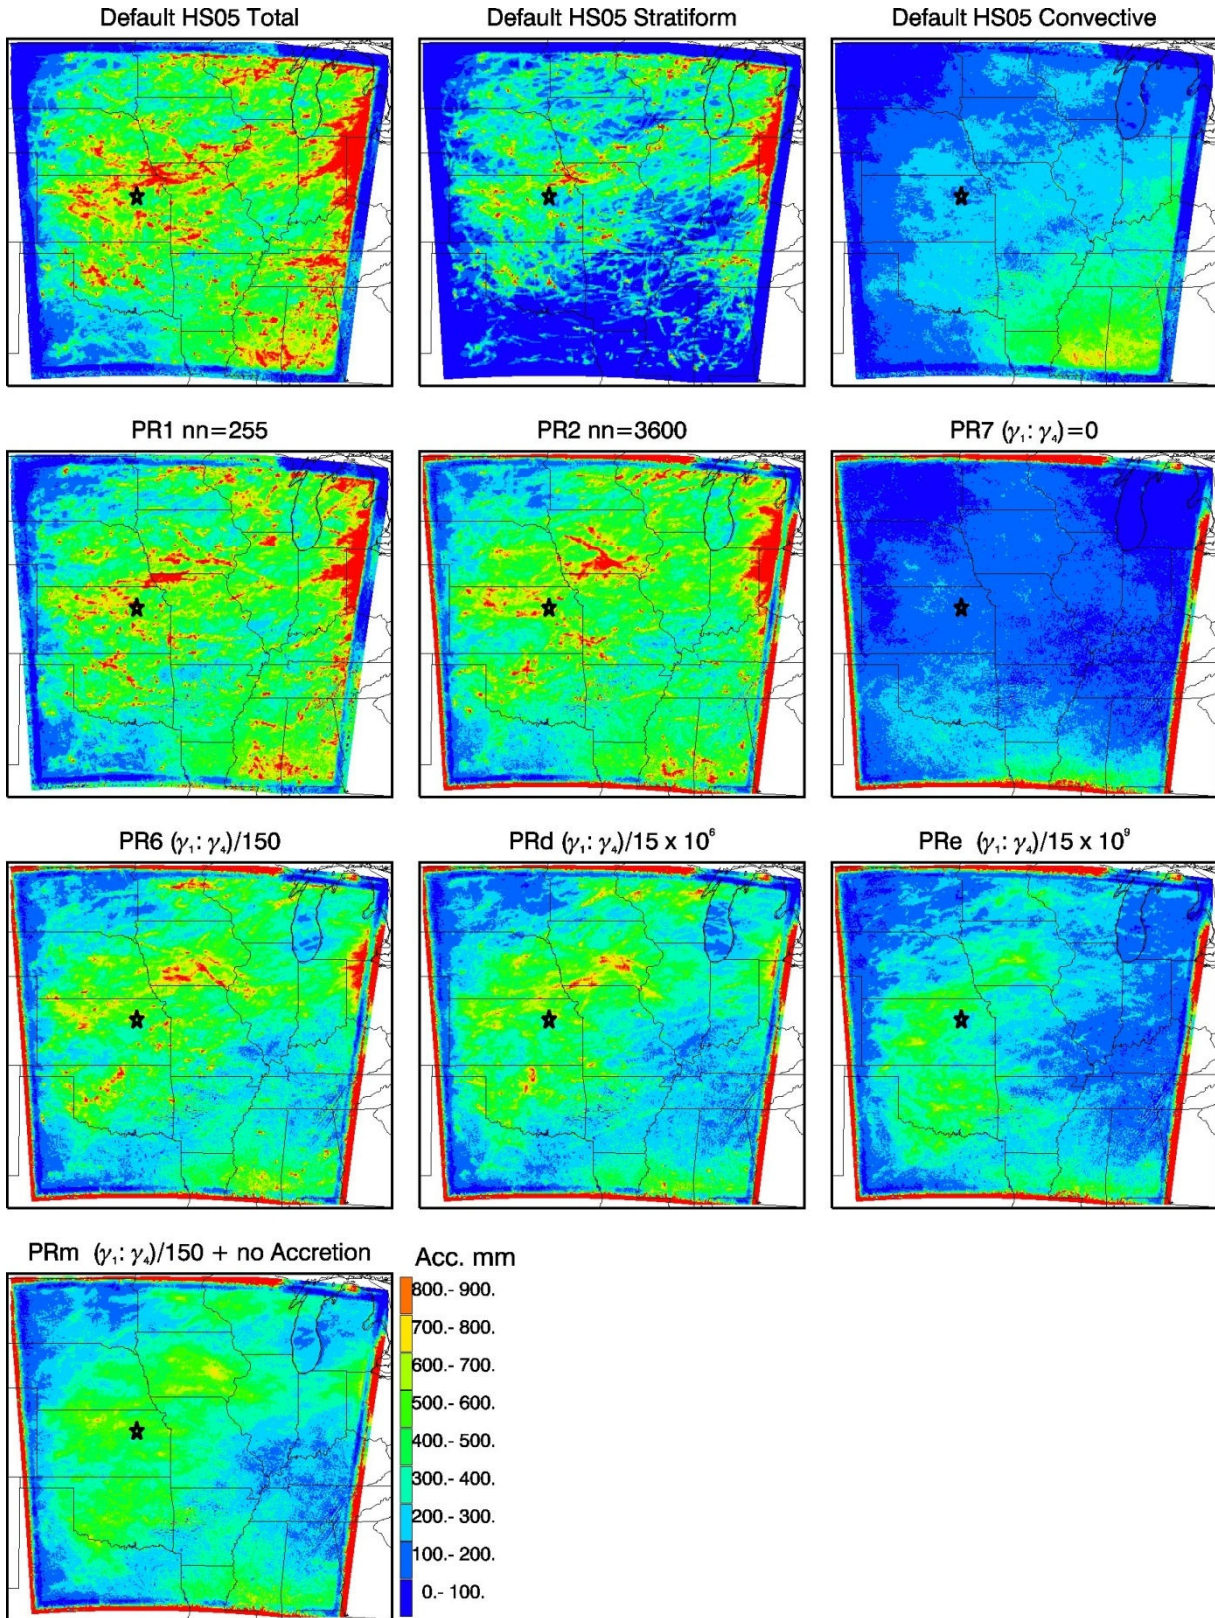 Default HS05 Total
Default HS05 Stratiform
Default HS05 Convective
PR1 nn=255
PR2 nn=3600
PR7 (γ₁: γ₄)=0
PR6 (γ₁: γ₄)/150
PRd (γ₁: γ₄)/15 x 10⁶
PRe (γ₁: γ₄)/15 x 10⁹
PRm (γ₁: γ₄)/150 + no Accretion
Acc. mm
800.- 900.
700.- 800.
600.- 700.
500.- 600.
400.- 500.
300.- 400.
200.- 300.
100.- 200.
0.- 100.